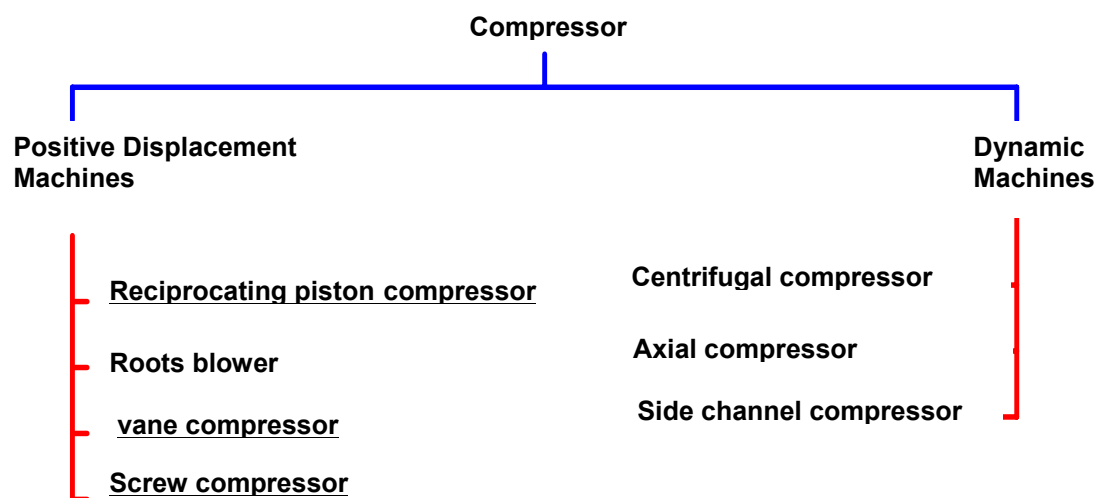 Compressor
Positive Displacement
Machines
Dynamic
Machines
Reciprocating piston compressor
Roots blower
vane compressor
Screw compressor
Centrifugal compressor
Axial compressor
Side channel compressor